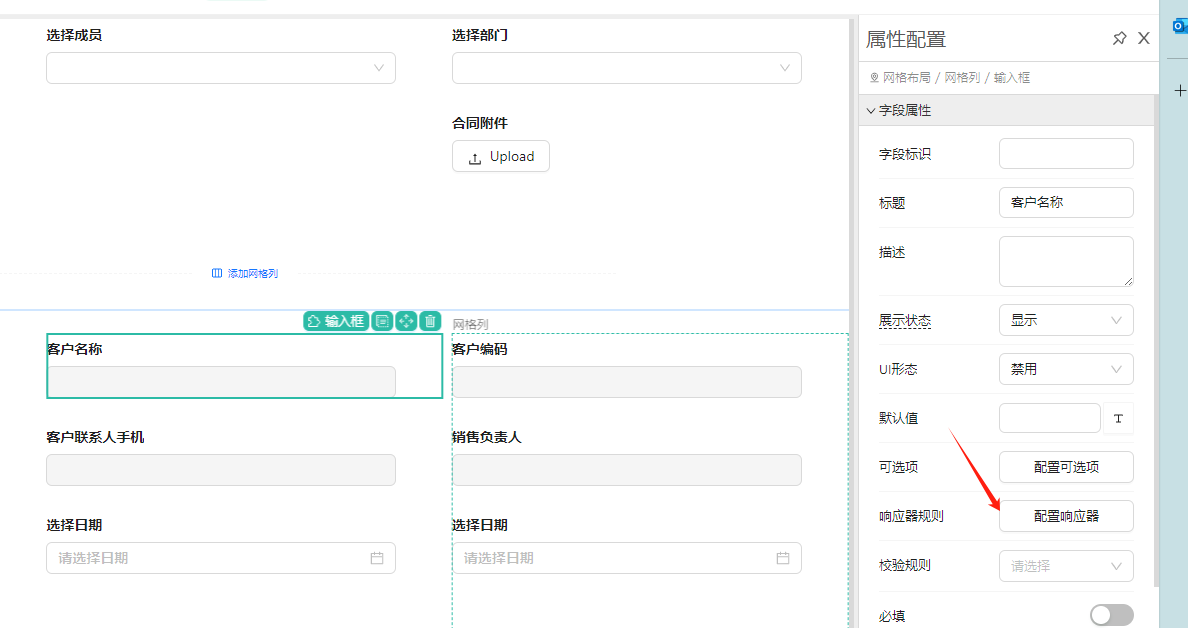 选择成员
选择部门
合同附件
Upload
添加网格列
输入框
网格列
客户名称
客户编码
客户联系人手机
销售负责人
选择日期
选择日期
请选择日期
请选择日期
属性配置
网格布局 / 网格列 / 输入框
字段属性
字段标识
标题
客户名称
描述
展示状态
显示
UI形态
禁用
默认值
T
可选项
配置可选项
响应器规则
配置响应器
校验规则
请选择
必填